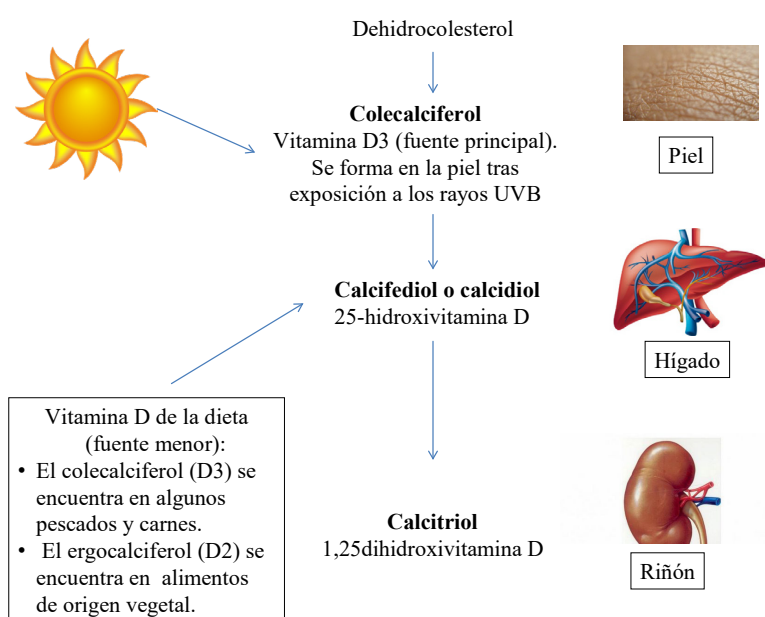 Dehidrocolesterol
Colecalciferol
Vitamina D3 (fuente principal).
Se forma en la piel tras
exposición a los rayos UVB
Piel
Calcifediol o calcidiol
25-hidroxivitamina D
Hígado
Vitamina D de la dieta
(fuente menor):
• El colecalciferol (D3) se
encuentra en algunos
pescados y carnes.
• El ergocalciferol (D2) se
encuentra en alimentos
de origen vegetal.
Calcitriol
1,25dihidroxivitamina D
Riñón